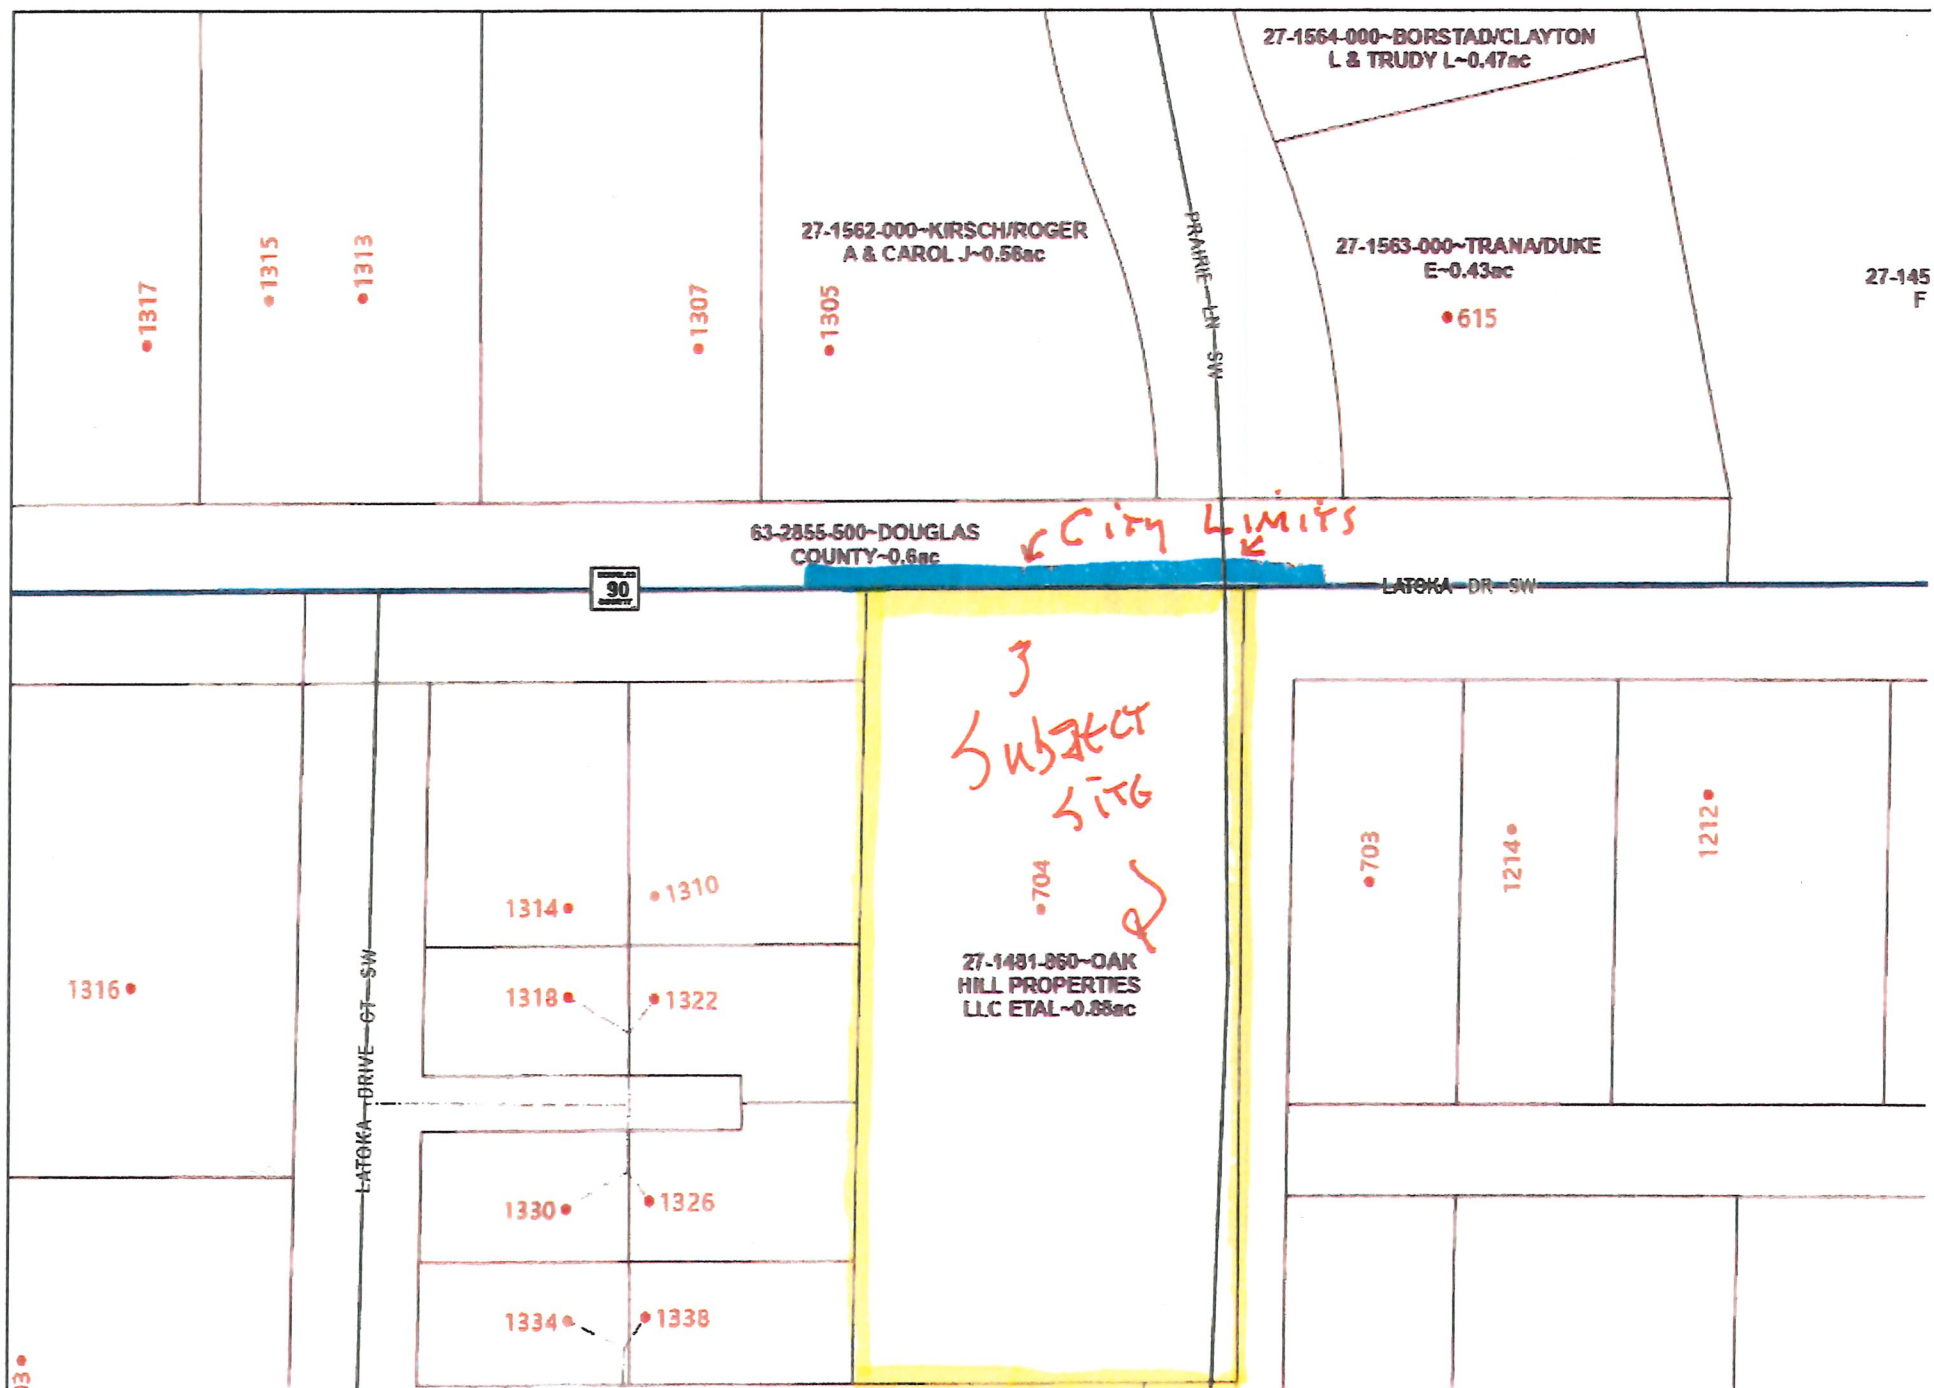 27-1564-000~BORSTAD/CLAYTON
L & TRUDY L~0.47ac
27-1562-000~KIRSCH/ROGER
A & CAROL J~0.56ac
27-1563-000~TRANA/DUKE
E~0.43ac
27-145
F
1317
1315
1313
1307
1305
PRAIRIE LN SW
615
63-2855-500~DOUGLAS
COUNTY~0.6ac
City LiMiTS
DOUGLAS
90
COUNTY
LATOKA DR SW
3
SubJECT
SiTE
704
703
1214
1212
1314
1310
27-1481-860~OAK
HILL PROPERTIES
LLC ETAL~0.88ac
1316
1318
1322
LATOKA DRIVE CT SW
1330
1326
1334
1338
03